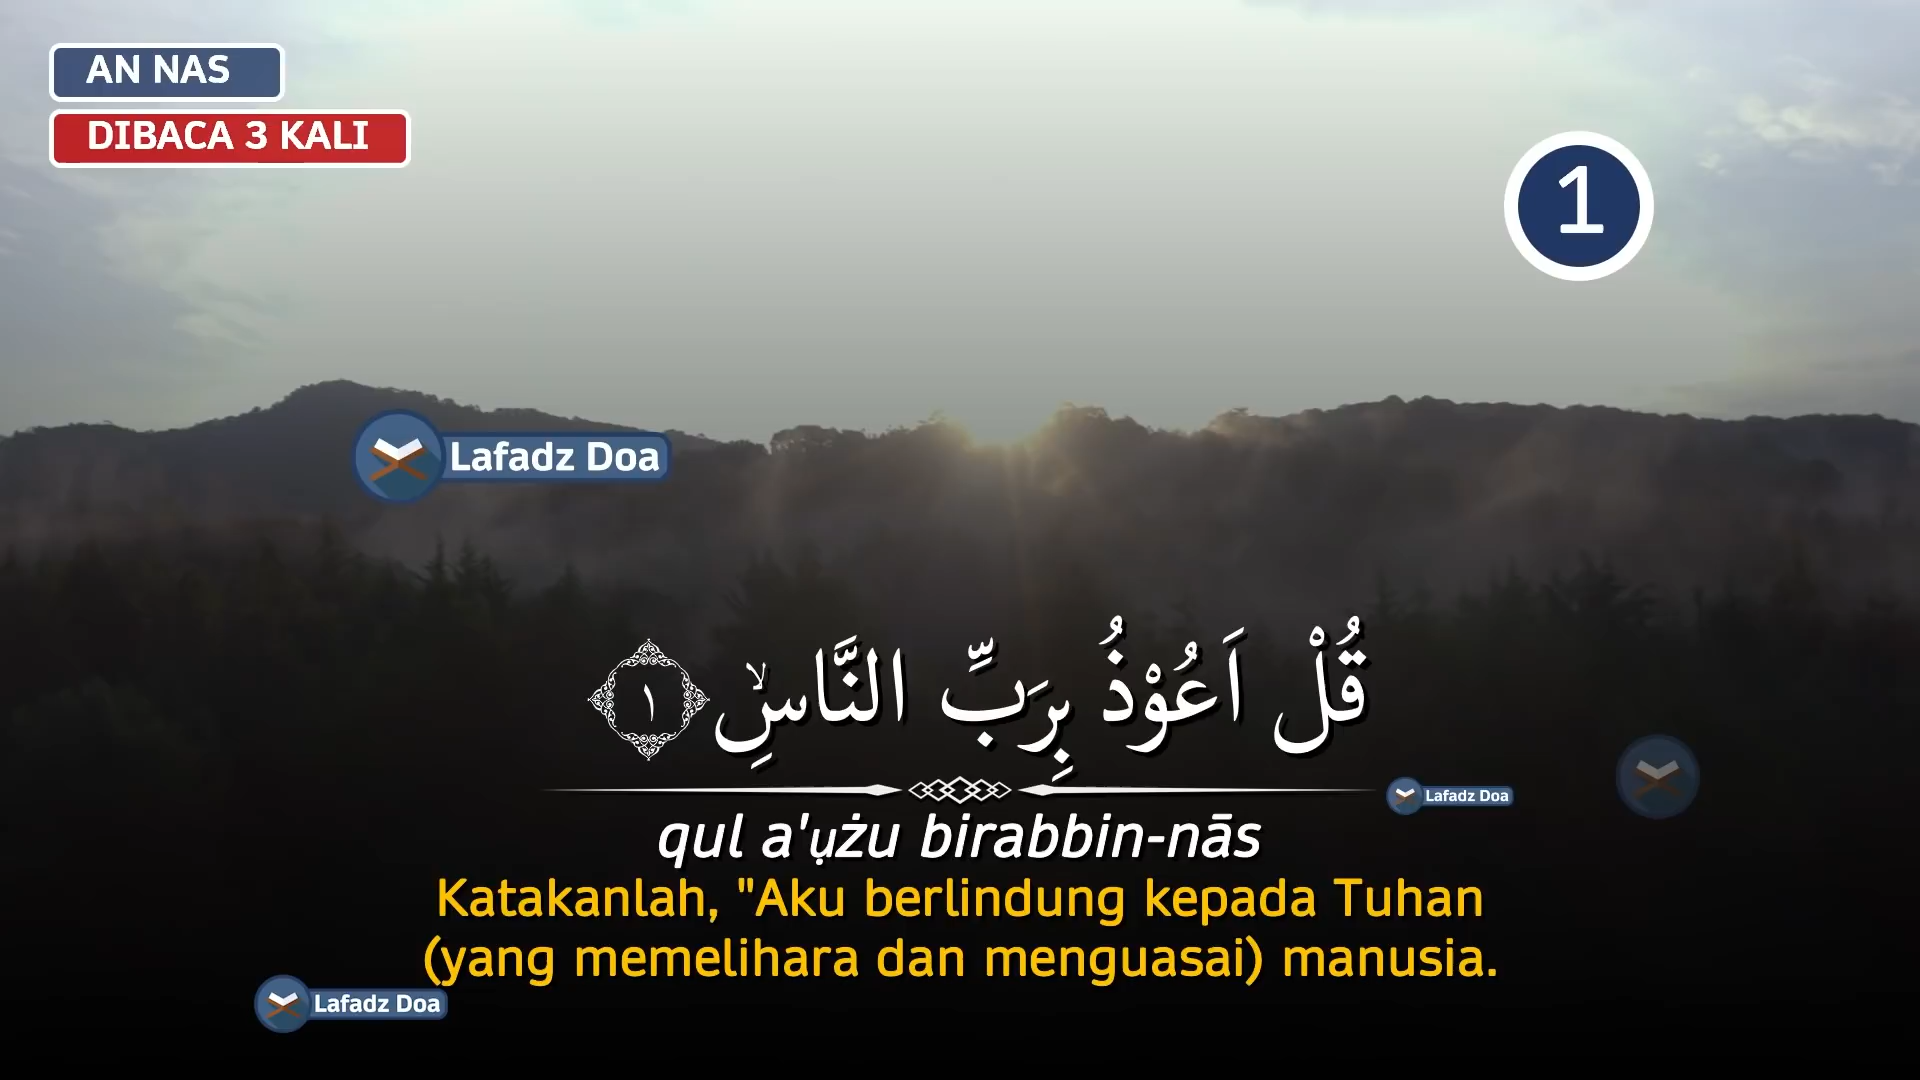 AN NAS
DIBACA 3 KALI
1
Lafadz Doa
قُلْ اَعُوْذُ بِرَبِّ النَّاسِۙ ١
Lafadz Doa
qul a'ụżu birabbin-nās
Katakanlah, "Aku berlindung kepada Tuhan
(yang memelihara dan menguasai) manusia.
Lafadz Doa